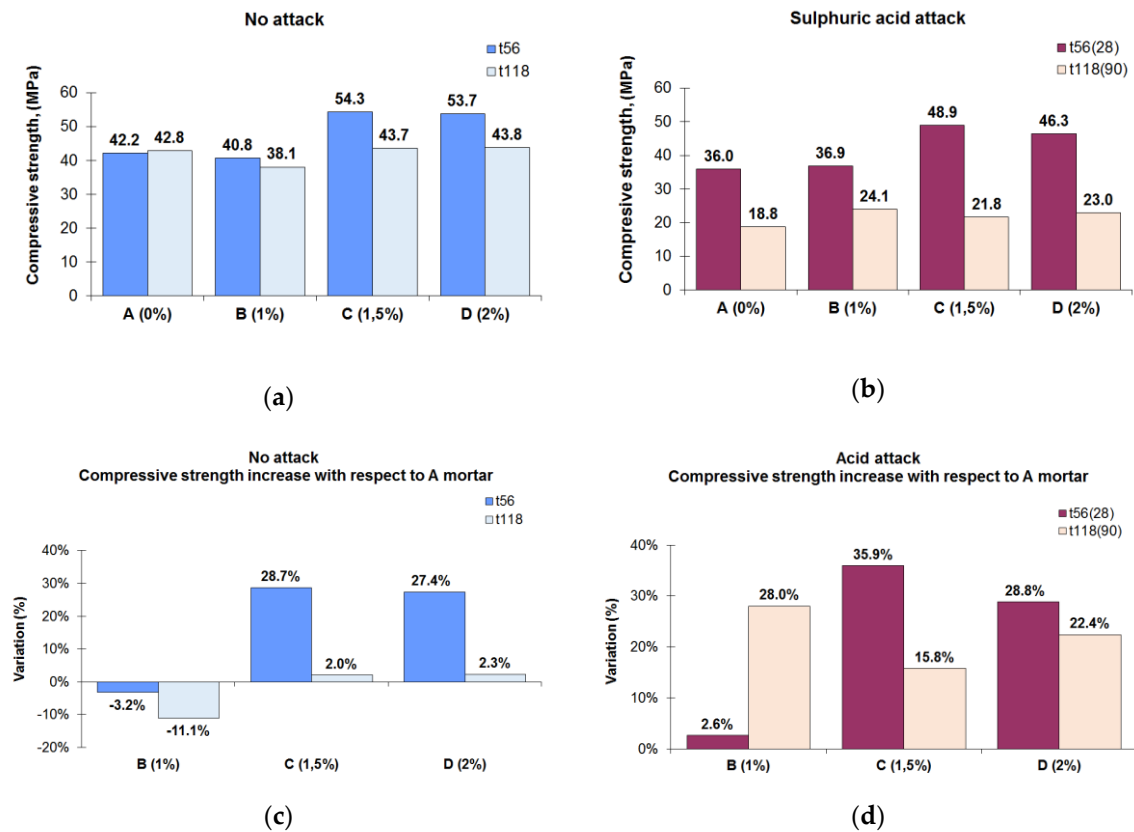 No attack
t56
t118
Compressive strength, (MPa)
60
50
40
30
20
10
0
42.2
42.8
40.8
38.1
54.3
43.7
53.7
43.8
A (0%)
B (1%)
C (1,5%)
D (2%)
(a)
Sulphuric acid attack
t56(28)
t118(90)
Compresive strength, (MPa)
60
50
40
30
20
10
0
36.0
18.8
36.9
24.1
48.9
21.8
46.3
23.0
A (0%)
B (1%)
C (1,5%)
D (2%)
(b)
No attack
Compressive strength increase with respect to A mortar
t56
t118
Variation (%)
40%
30%
20%
10%
0%
-10%
-20%
-3.2%
-11.1%
28.7%
2.0%
27.4%
2.3%
B (1%)
C (1,5%)
D (2%)
(c)
Acid attack
Compressive strength increase with respect to A mortar
t56(28)
t118(90)
Variation (%)
40%
30%
20%
10%
0%
2.6%
28.0%
35.9%
15.8%
28.8%
22.4%
B (1%)
C (1,5%)
D (2%)
(d)